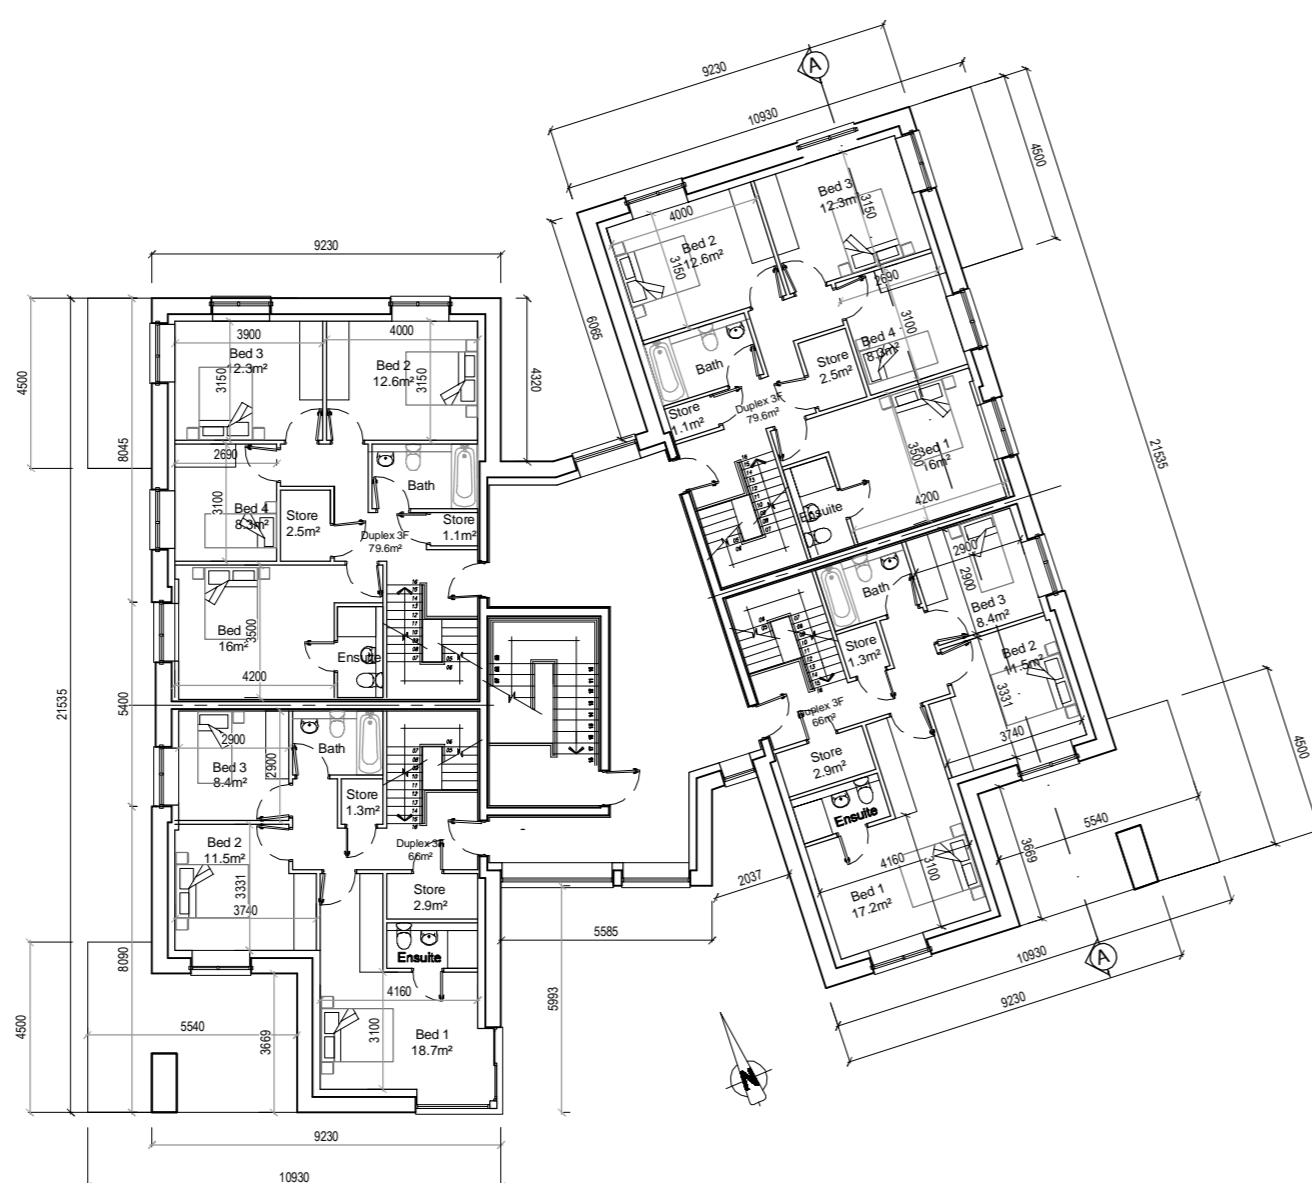 9230
A
10930
4500
Bed 3
12.3m²
3150
4000
Bed 2
12.6m²
3150
2690
3100
Bed 4
8.3m²
6065
Bath
Store
2.5m²
Store
1.1m²
Duplex 3F
79.6m²
Bed 1
16m²
3500
4200
Ensuite
21535
9230
4500
8045
4320
3900
4000
Bed 3
12.3m²
3150
Bed 2
12.6m²
3150
2690
3100
Bath
Bed 4
8.3m²
Store
2.5m²
Store
1.1m²
Duplex 3F
79.6m²
Bed
16m²
3500
Ensuite
4200
21535
5400
2900
Bed 3
8.4m²
2900
Bath
Store
1.3m²
Bed 2
11.5m²
3331
3740
Duplex 3F
66m²
Store
2.9m²
Ensuite
4160
3100
Bed 1
18.7m²
8090
4500
5540
3669
5993
9230
10930
5585
2037
2900
2900
Bath
Bed 3
8.4m²
Store
1.3m²
Bed 2
11.5m²
3331
3740
Duplex 3F
66m²
Store
2.9m²
Ensuite
4160
3100
Bed 1
17.2m²
3669
5540
4500
10930
A
9230
N